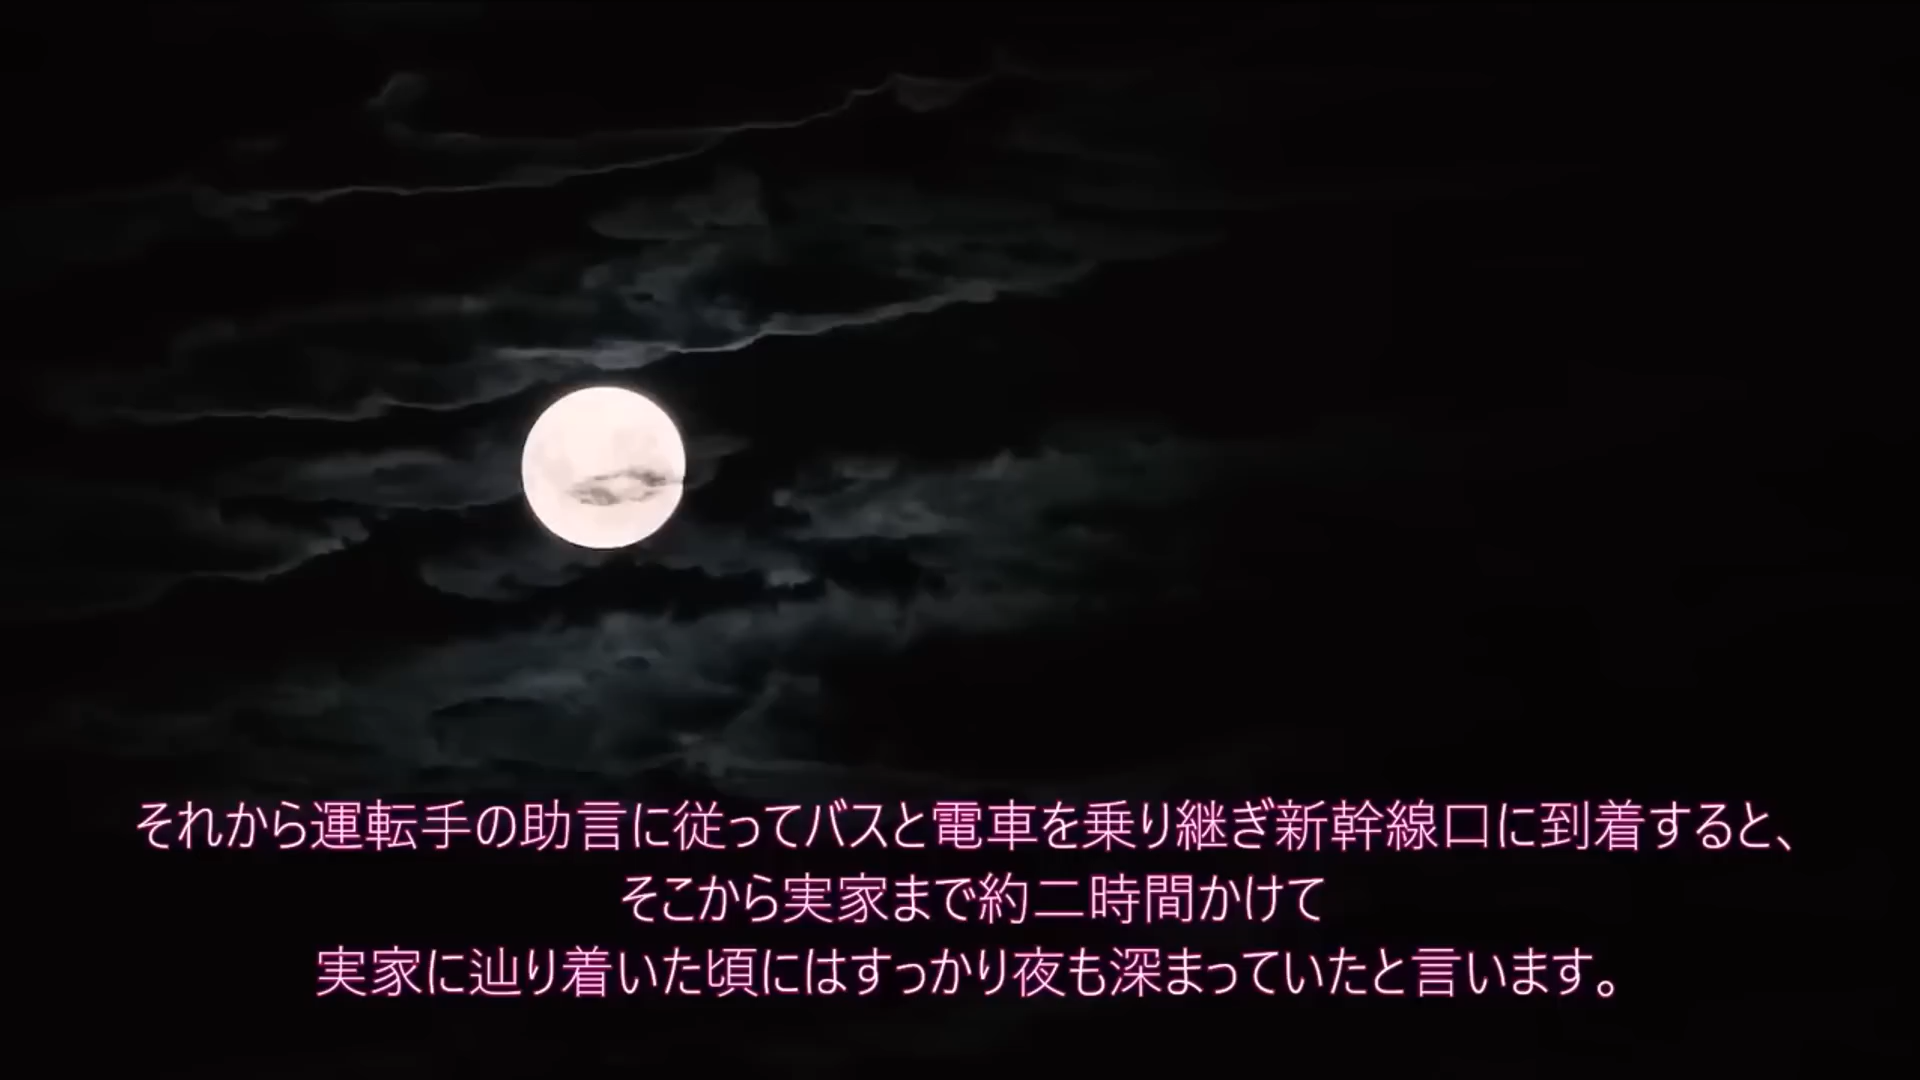 それから運転手の助言に従ってバスと電車を乗り継ぎ新幹線口に到着すると、
そこから実家まで約二時間かけて
実家に辿り着いた頃にはすっかり夜も深まっていたと言います。